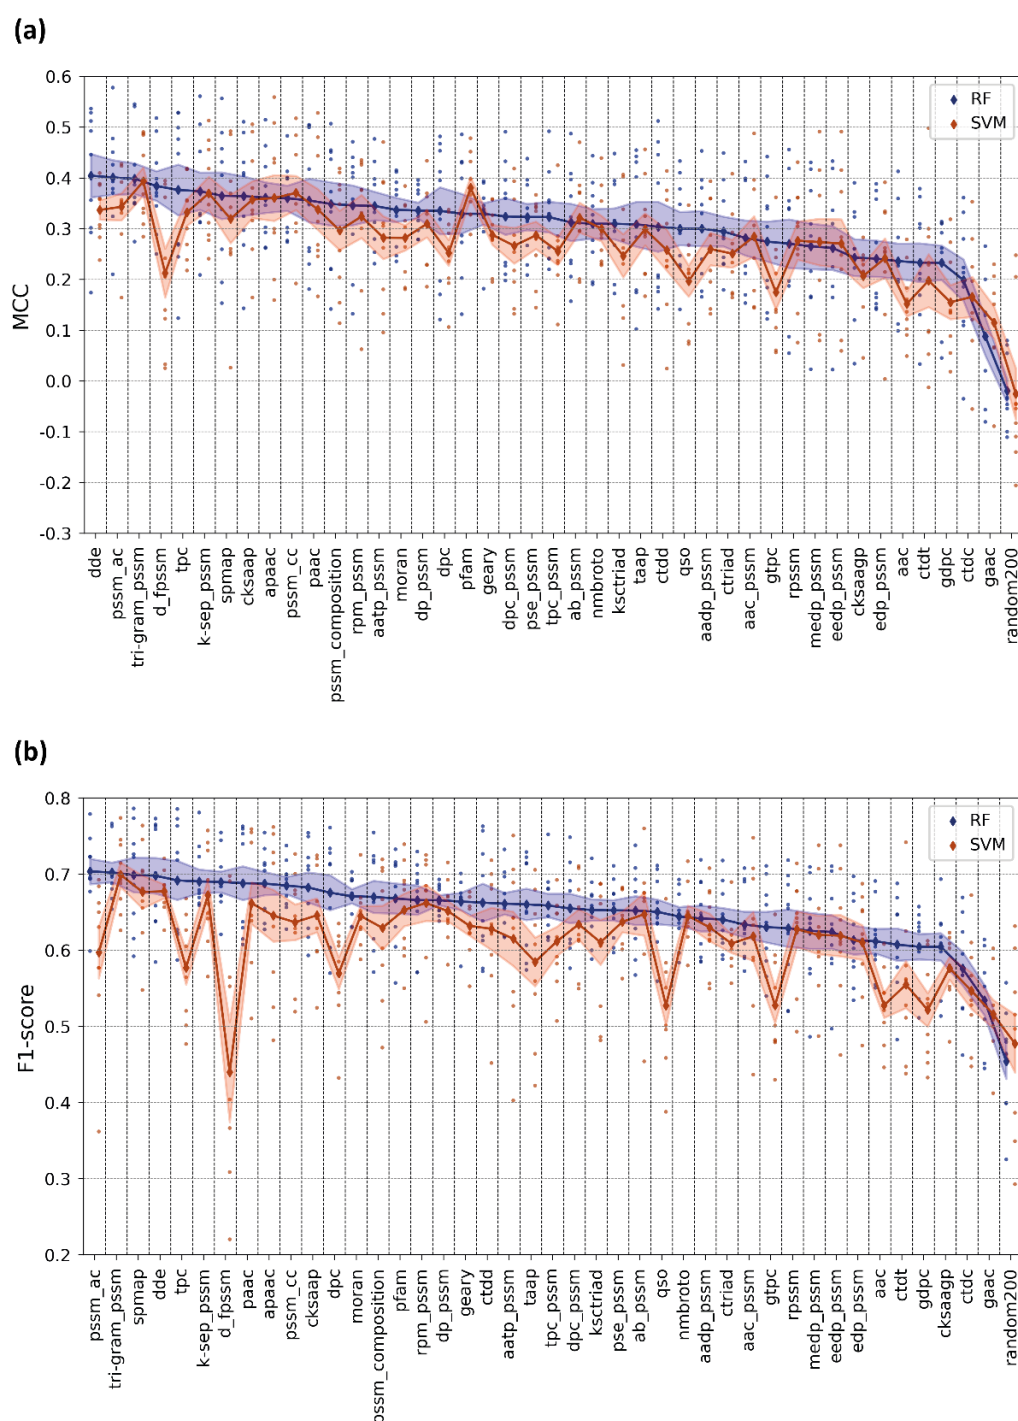 (a)
0.6
0.5
0.4
0.3
0.2
0.1
0.0
-0.1
-0.2
-0.3
MCC
RF
SVM
dde
pssm_ac
tri-gram_pssm
d_fpssm
tpc
k-sep_pssm
spmap
cksaap
apaac
pssm_cc
paac
pssm_composition
rpm_pssm
aatp_pssm
moran
dp_pssm
dpc
pfam
geary
dpc_pssm
pse_pssm
tpc_pssm
ab_pssm
nmbroto
ksctriad
taap
ctdd
qso
aadp_pssm
ctriad
aac_pssm
gtpc
rpssm
medp_pssm
eedp_pssm
cksaagp
edp_pssm
aac
ctdt
gdpc
ctdc
gaac
random200
(b)
0.8
0.7
0.6
0.5
0.4
0.3
0.2
F1-score
RF
SVM
pssm_ac
tri-gram_pssm
spmap
dde
tpc
k-sep_pssm
d_fpssm
paac
apaac
pssm_cc
cksaap
dpc
moran
pssm_composition
pfam
rpm_pssm
dp_pssm
geary
ctdd
aatp_pssm
taap
tpc_pssm
dpc_pssm
ksctriad
pse_pssm
ab_pssm
qso
nmbroto
aadp_pssm
ctriad
aac_pssm
gtpc
rpssm
medp_pssm
eedp_pssm
edp_pssm
aac
ctdt
gdpc
cksaagp
ctdc
gaac
random200